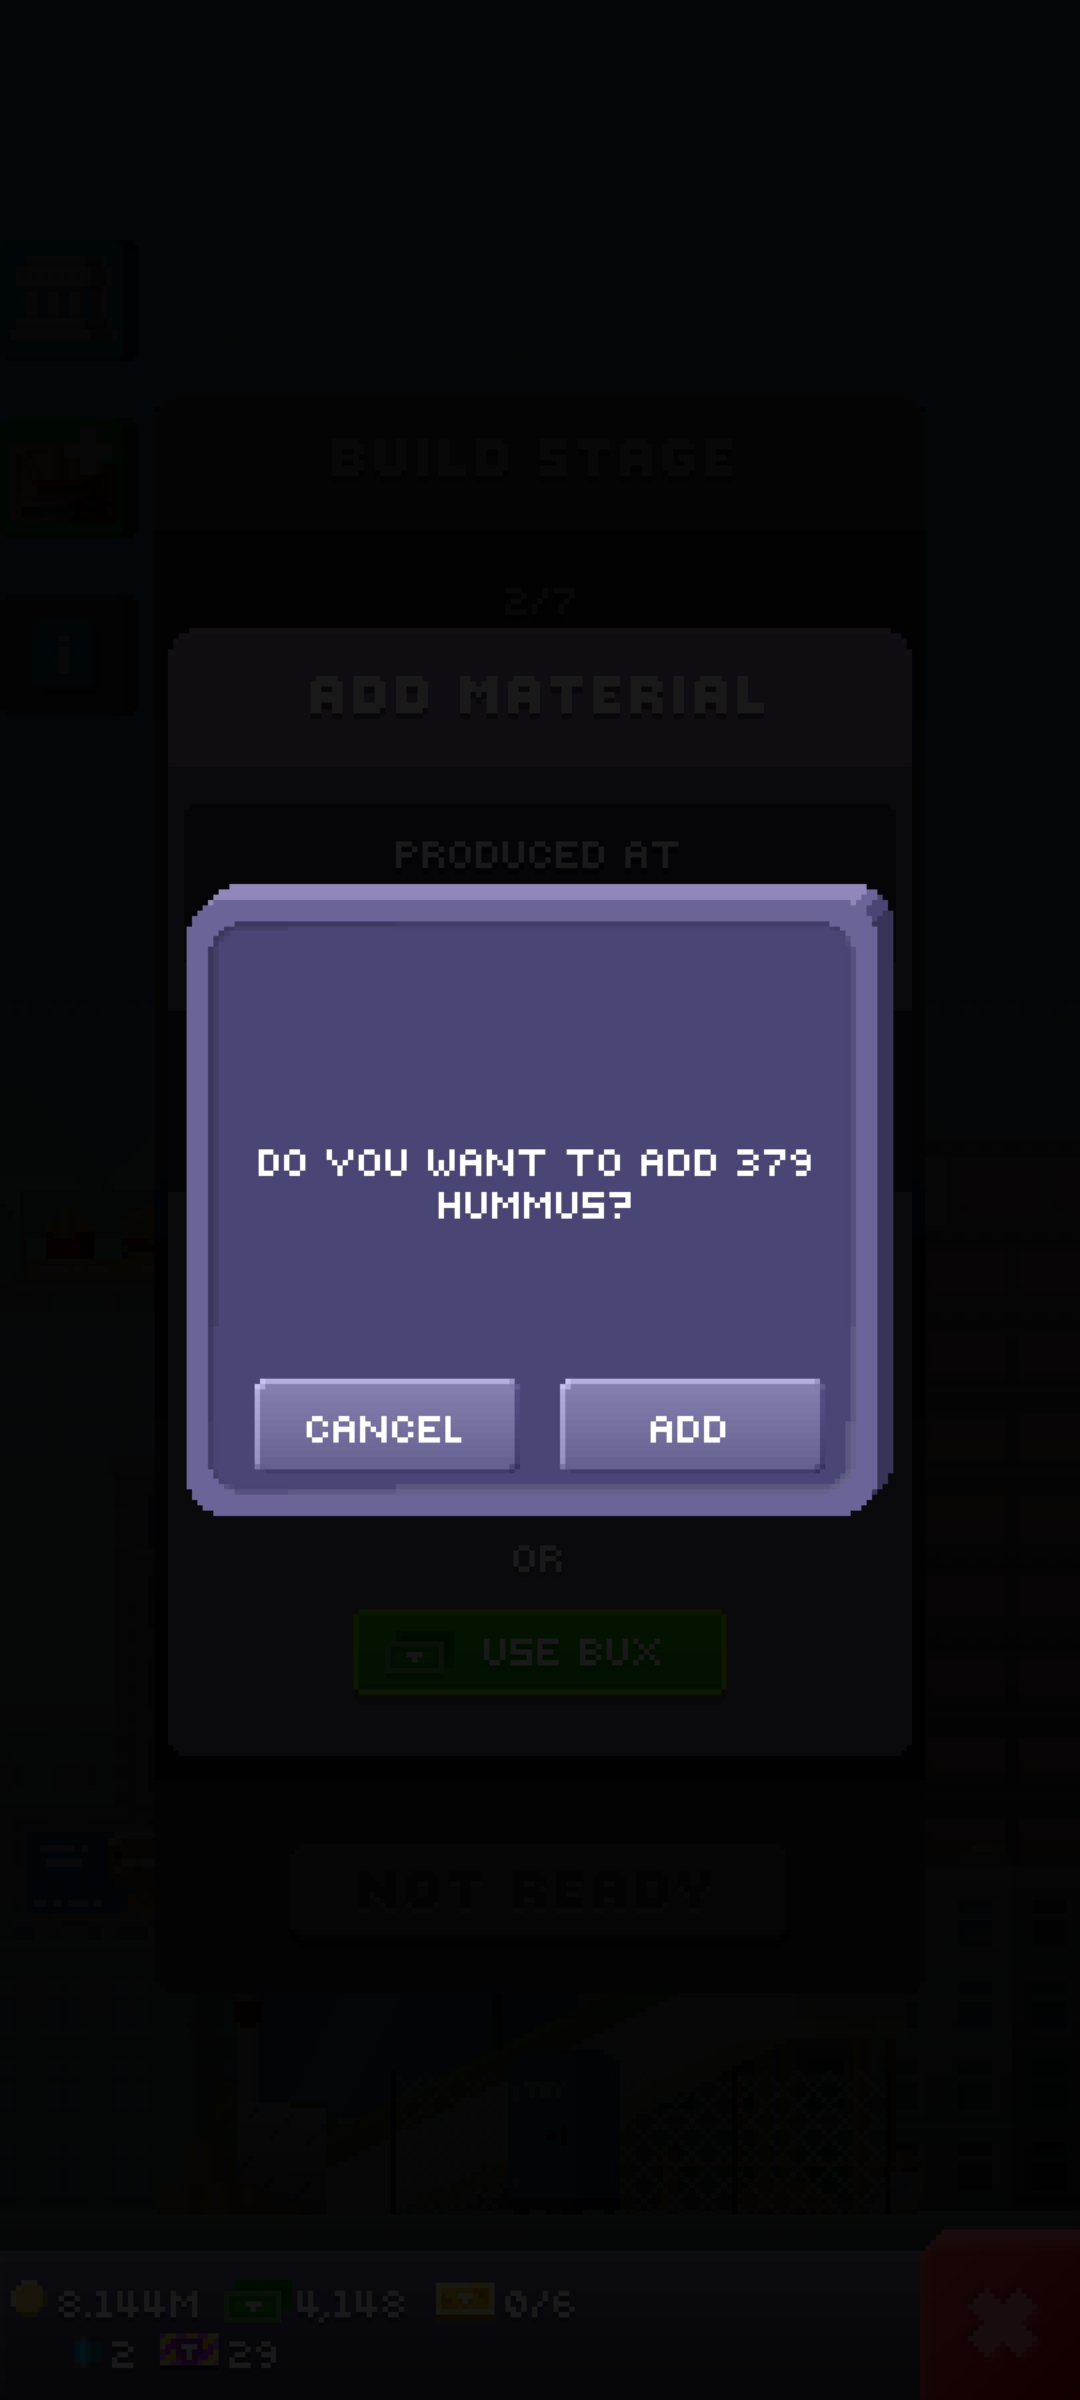 BUILD STAGE
2/7
ADD MATERIAL
PRODUCED AT
DO YOU WANT TO ADD 379
HUMMUS?
CANCEL
ADD
OR
USE BUX
NOT READY
8.144M
4,148
0/6
2
29